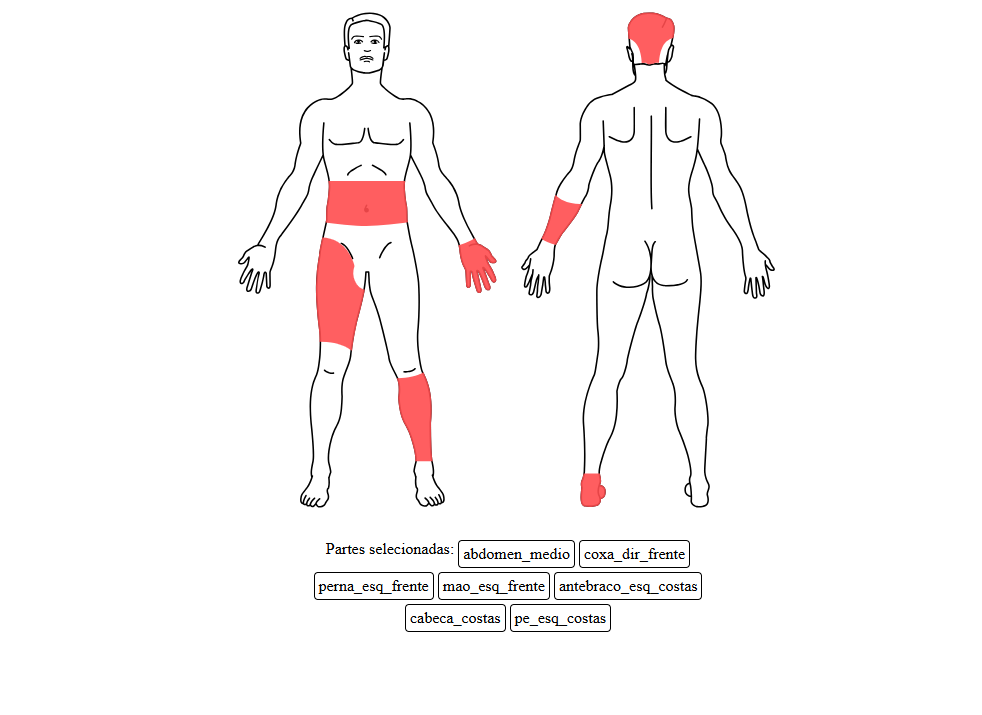 Partes selecionadas: abdomen_medio coxa_dir_frente
perna_esq_frente mao_esq_frente antebraco_esq_costas
cabeca_costas pe_esq_costas